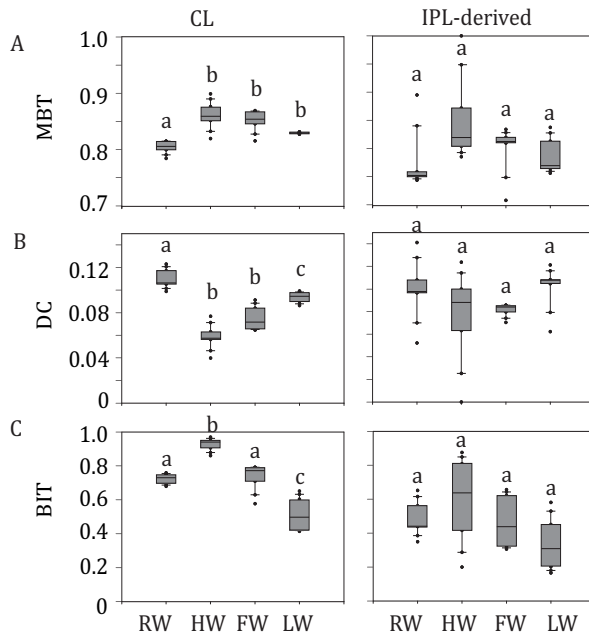 CL IPL-derived
A
1.0
0.9
0.8
0.7
MBT
a b b b
a a a a
B
0.12
0.08
0.04
0
DC
a b b c
a a a a
C
1.0
0.8
0.6
0.4
0.2
0
BIT
a b a c
a a a a
RW HW FW LW RW HW FW LW